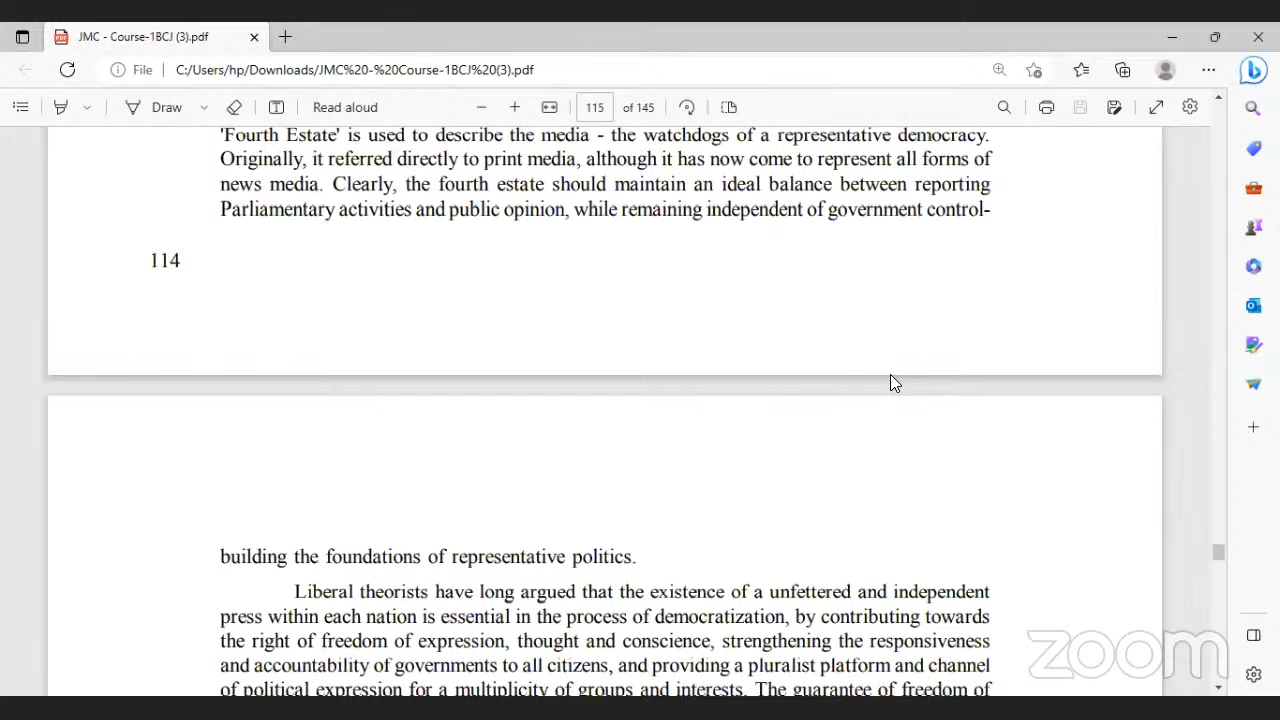 JMC - Course-1BCJ (3).pdf
File
C:/Users/hp/Downloads/JMC%20-%20Course-1BCJ%20(3).pdf
Draw
Read aloud
115
of 145
'Fourth Estate' is used to describe the media - the watchdogs of a representative democracy.
Originally, it referred directly to print media, although it has now come to represent all forms of
news media. Clearly, the fourth estate should maintain an ideal balance between reporting
Parliamentary activities and public opinion, while remaining independent of government control-
114
building the foundations of representative politics.
Liberal theorists have long argued that the existence of a unfettered and independent
press within each nation is essential in the process of democratization, by contributing towards
the right of freedom of expression, thought and conscience, strengthening the responsiveness
and accountability of governments to all citizens, and providing a pluralist platform and channel
of political expression for a multiplicity of groups and interests. The guarantee of freedom of
zoom